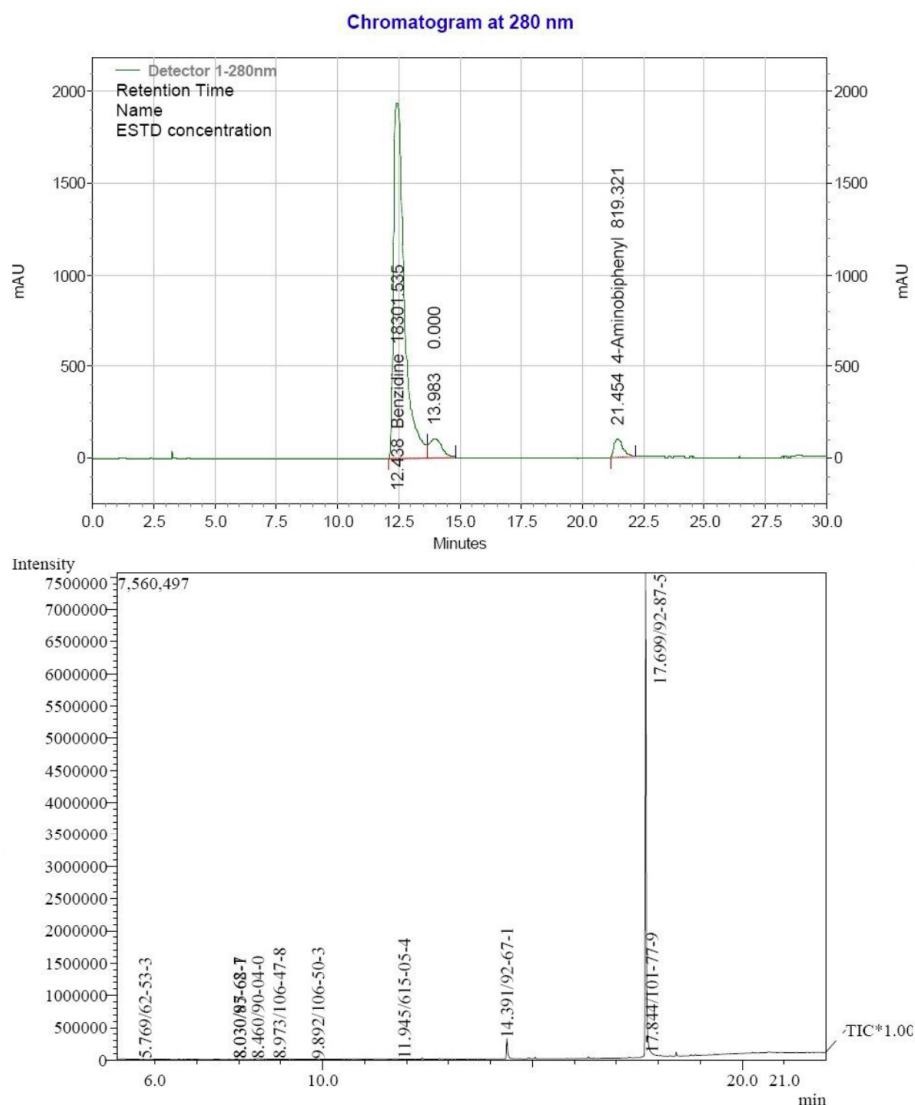 Chromatogram at 280 nm
Detector 1-280nm
Retention Time
Name
ESTD concentration
2000
1500
1000
500
0
mAU
12.438 Benzidine 18301.535
13.983 0.000
21.454 4-Aminobiphenyl 819.321
2000
1500
1000
500
0
mAU
0.0 2.5 5.0 7.5 10.0 12.5 15.0 17.5 20.0 22.5 25.0 27.5 30.0
Minutes
Intensity
7,560,497
7500000
7000000
6500000
6000000
5500000
5000000
4500000
4000000
3500000
3000000
2500000
2000000
1500000
1000000
500000
0
5.769/62-53-3
8.460/90-04-0
8.973/106-47-8
9.892/106-50-3
11.945/615-05-4
14.391/92-67-1
17.699/92-87-5
17.844/101-77-9
TIC*1.00
6.0 10.0 20.0 21.0
min